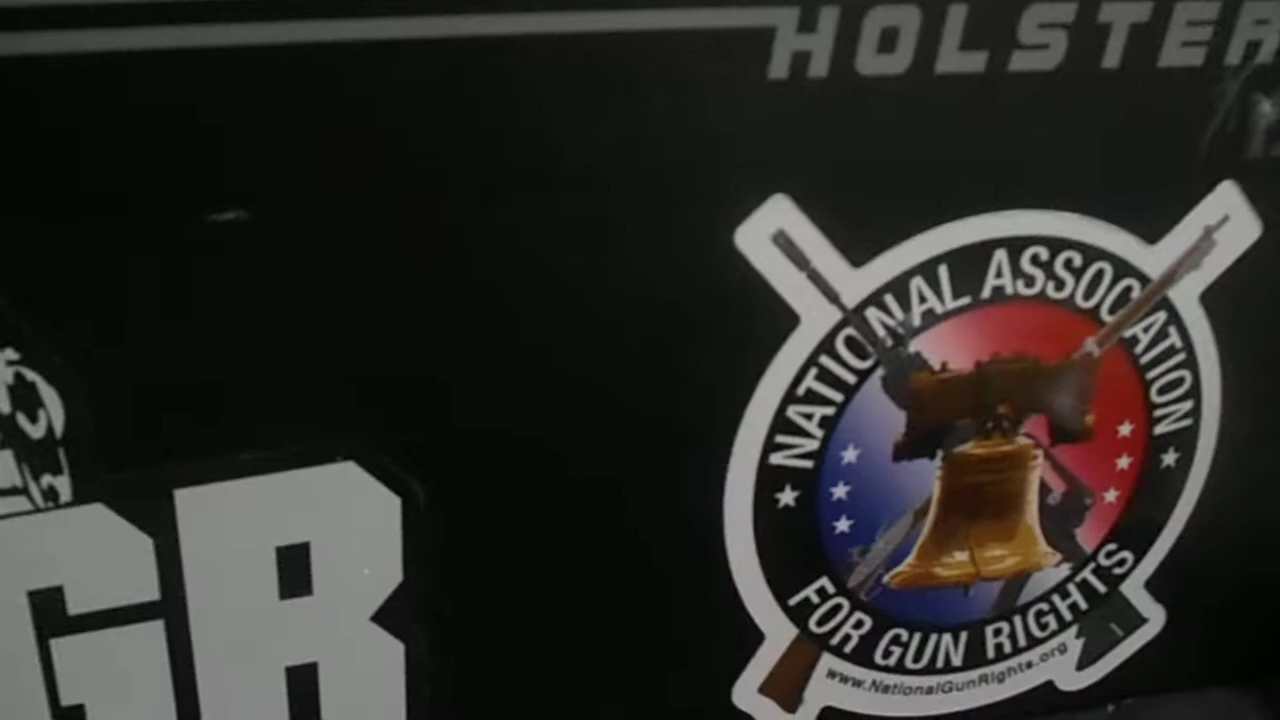 HOLSTER
NATIONAL ASSOCIATION
FOR GUN RIGHTS
www.NationalGunRights.org
GR